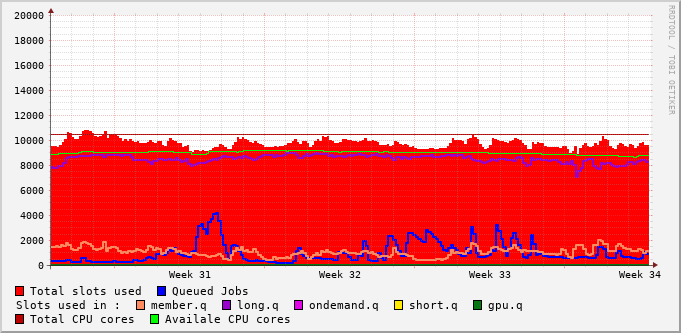 20000
18000
16000
14000
12000
10000
8000
6000
4000
2000
0
Week 31 Week 32 Week 33 Week 34
RRDTOOL / TOBI OETIKER
Total slots used Queued Jobs
Slots used in : member.q long.q ondemand.q short.q gpu.q
Total CPU cores Availale CPU cores